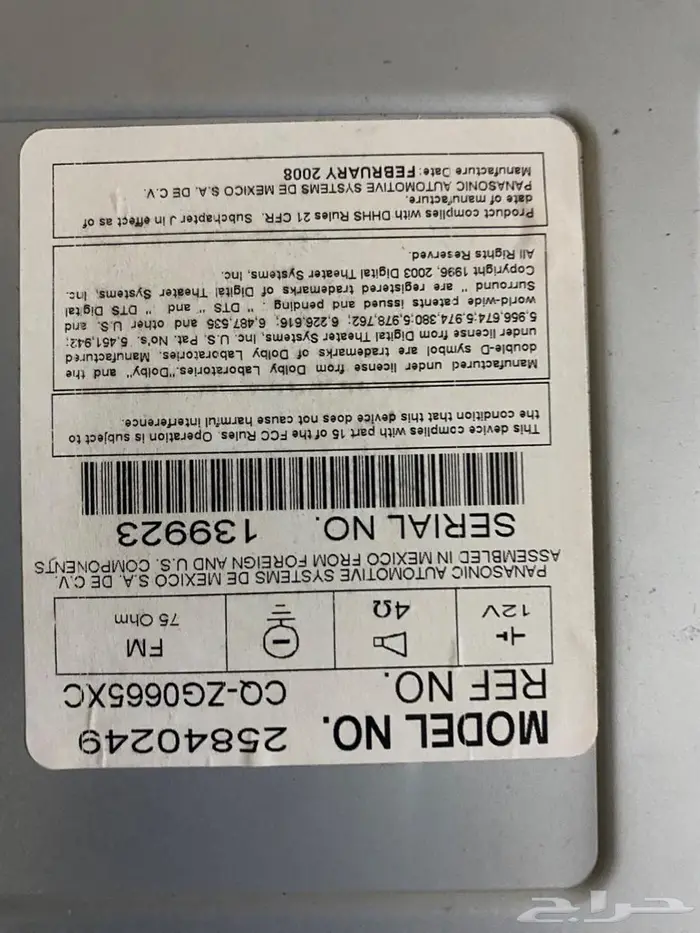 MODEL NO. 25840249
REF NO. CQ-ZG0665XC
12V 4Ω FM 75 Ohm
PANASONIC AUTOMOTIVE SYSTEMS DE MEXICO S.A. DE C.V.
ASSEMBLED IN MEXICO FROM FOREIGN AND U.S. COMPONENTS
SERIAL NO. 139923
This device complies with part 15 of the FCC Rules. Operation is subject to
the condition that this device does not cause harmful interference.
Manufactured under license from Dolby Laboratories."Dolby" and the
double-D symbol are trademarks of Dolby Laboratories. Manufactured
under license from Digital Theater Systems, Inc. U.S. Pat. No's. 5,451,942;
5,956,674;5,974,380;5,978,762; 6,226,616; 6,487,535 and other U.S. and
world-wide patents issued and pending . " DTS " and " DTS Digital
Surround " are registered trademarks of Digital Theater Systems, Inc.
Copyright 1996, 2003 Digital Theater Systems, Inc.
All Rights Reserved.
Product complies with DHHS Rules 21 CFR. Subchapter J in effect as of
date of manufacture.
PANASONIC AUTOMOTIVE SYSTEMS DE MEXICO S.A. DE C.V.
Manufacture Date: FEBRUARY 2008
حراج